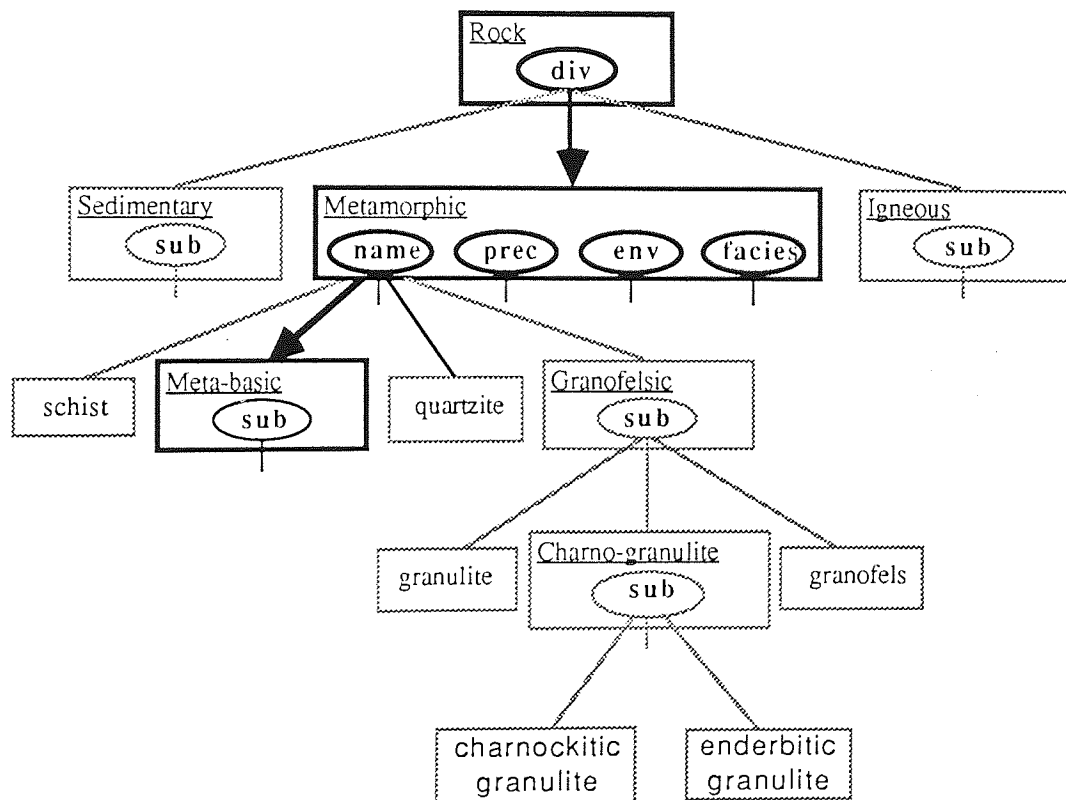 Rock
div
Sedimentary
sub
Metamorphic
name prec env facies
Igneous
sub
schist
Meta-basic
sub
quartzite
Granofelsic
sub
granulite
Charno-granulite
sub
granofels
charnockitic
granulite
enderbitic
granulite